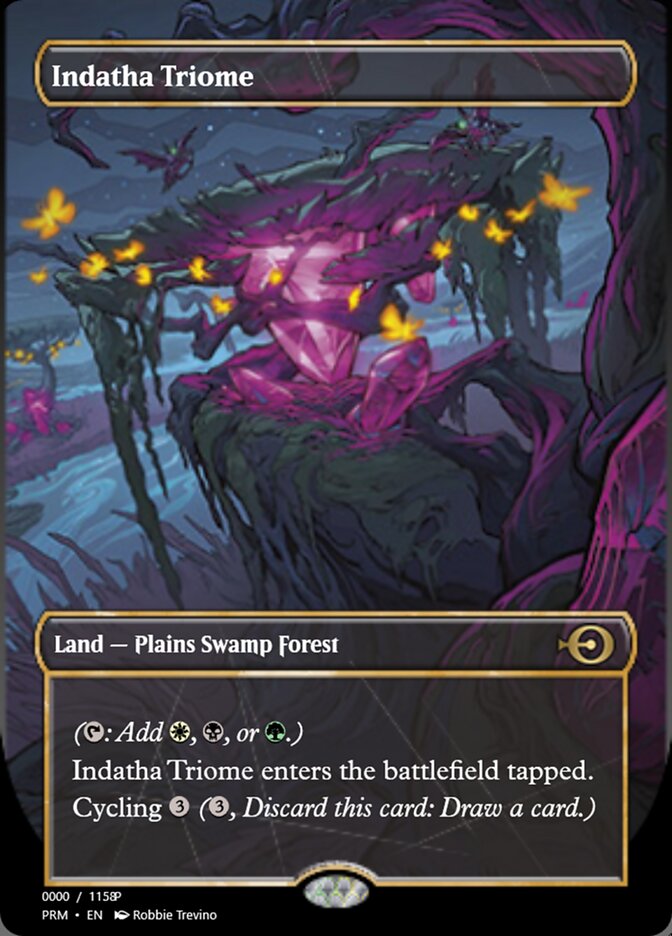 Indatha Triome
Land — Plains Swamp Forest
(: Add , , or .)
Indatha Triome enters the battlefield tapped.
Cycling 3 (3, Discard this card: Draw a card.)
0000 / 1158P
PRM • EN Robbie Trevino